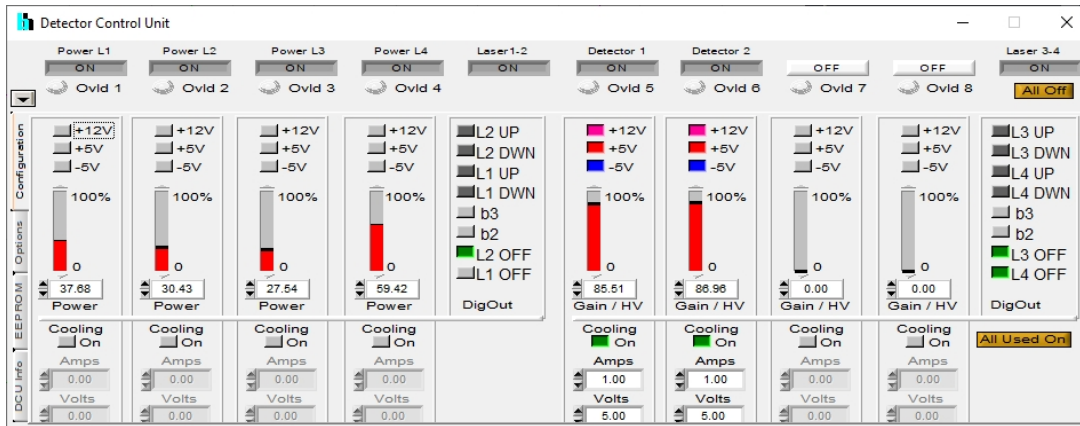 Detector Control Unit
Power L1 Power L2 Power L3 Power L4 Laser1-2 Detector 1 Detector 2 Laser 3-4
ON ON ON ON ON ON ON OFF OFF ON
Ovld 1 Ovld 2 Ovld 3 Ovld 4 Ovld 5 Ovld 6 Ovld 7 Ovld 8 All Off
Configuration
Options
EEPROM
DCU Info
+12V +12V +12V +12V L2 UP +12V +12V +12V +12V L3 UP
+5V +5V +5V +5V L2 DWN +5V +5V +5V +5V L3 DWN
-5V -5V -5V -5V L1 UP -5V -5V -5V -5V L4 UP
100% 100% 100% 100% L1 DWN 100% 100% 100% 100% L4 DWN
b3 b3
b2 b2
L2 OFF L3 OFF
0 0 0 0 L1 OFF 0 0 0 0 L4 OFF
37.68 30.43 27.54 59.42 85.51 86.96 0.00 0.00
Power Power Power Power DigOut Gain / HV Gain / HV Gain / HV Gain / HV DigOut
Cooling Cooling Cooling Cooling Cooling Cooling Cooling Cooling
On On On On On On On On All Used On
Amps Amps Amps Amps Amps Amps Amps Amps
0.00 0.00 0.00 0.00 1.00 1.00 0.00 0.00
Volts Volts Volts Volts Volts Volts Volts Volts
0.00 0.00 0.00 0.00 5.00 5.00 0.00 0.00